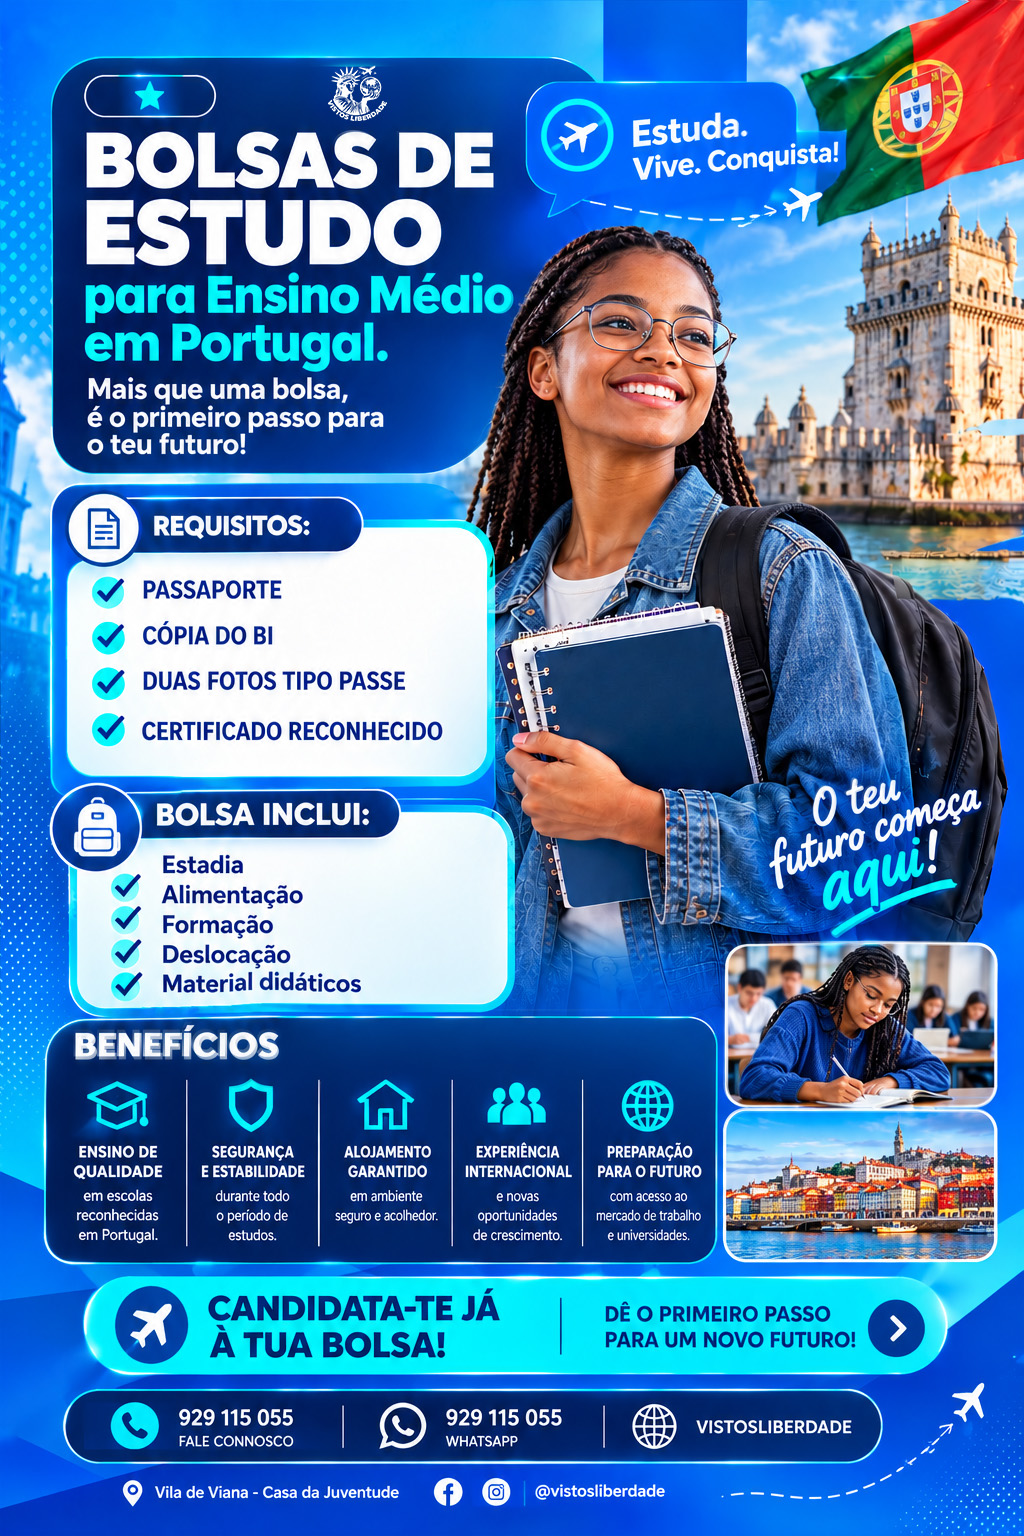 VISTOS LIBERDADE
BOLSAS DE
ESTUDO
para Ensino Médio
em Portugal.
Mais que uma bolsa,
é o primeiro passo para
o teu futuro!
Estuda.
Vive. Conquista!
REQUISITOS:
PASSAPORTE
CÓPIA DO BI
DUAS FOTOS TIPO PASSE
CERTIFICADO RECONHECIDO
BOLSA INCLUI:
Estadia
Alimentação
Formação
Deslocação
Material didáticos
O teu
futuro começa
aqui!
BENEFÍCIOS
ENSINO DE
QUALIDADE
em escolas
reconhecidas
em Portugal.
SEGURANÇA
E ESTABILIDADE
durante todo
o período de
estudos.
ALOJAMENTO
GARANTIDO
em ambiente
seguro e acolhedor.
EXPERIÊNCIA
INTERNACIONAL
e novas
oportunidades
de crescimento.
PREPARAÇÃO
PARA O FUTURO
com acesso ao
mercado de trabalho
e universidades.
CANDIDATA-TE JÁ
À TUA BOLSA!
DÊ O PRIMEIRO PASSO
PARA UM NOVO FUTURO!
929 115 055
FALE CONNOSCO
929 115 055
WHATSAPP
VISTOSLIBERDADE
Vila de Viana - Casa da Juventude
@vistosliberdade